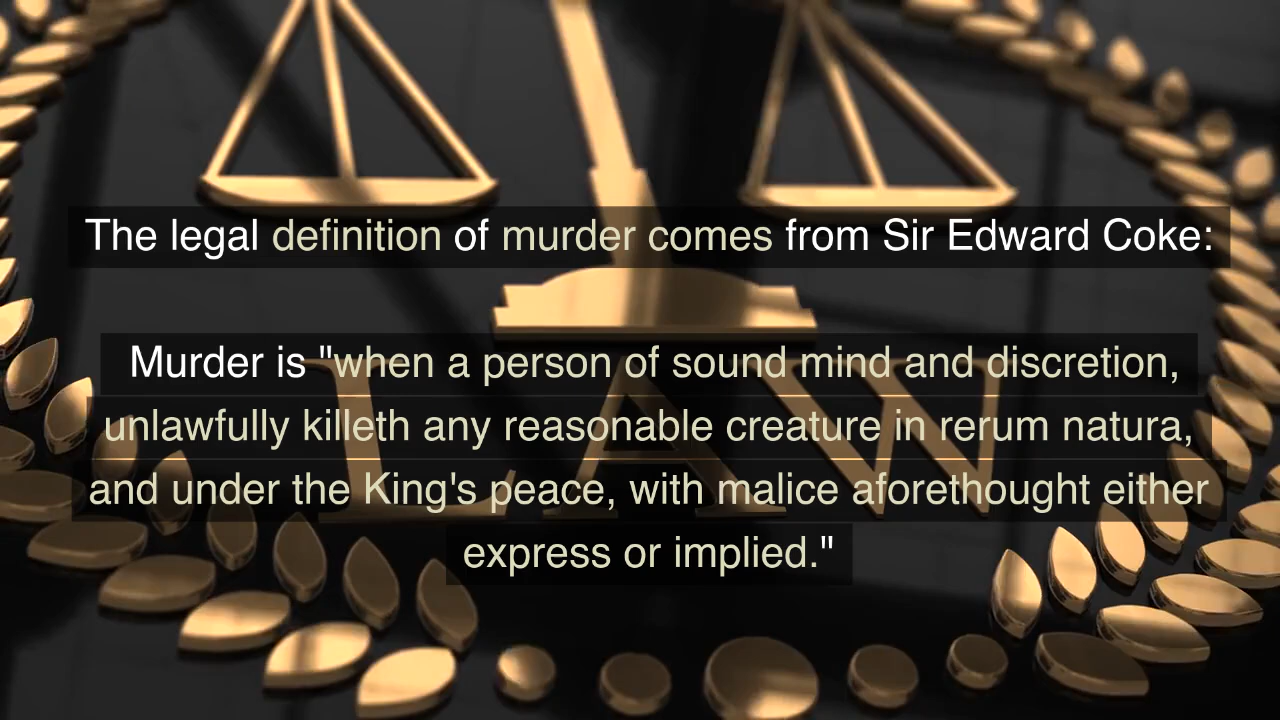 The legal definition of murder comes from Sir Edward Coke:
Murder is "when a person of sound mind and discretion,
unlawfully killeth any reasonable creature in rerum natura,
and under the King's peace, with malice aforethought either
express or implied."
LAW